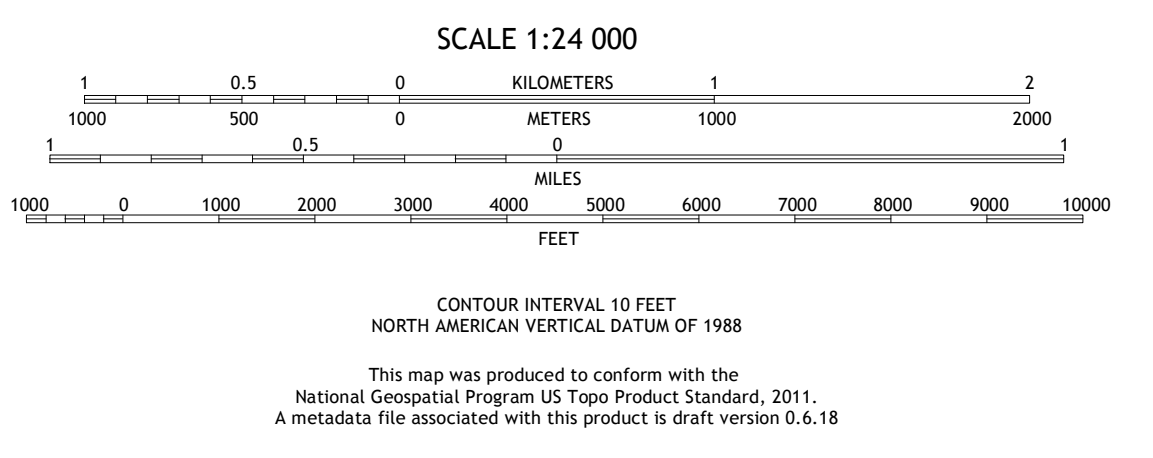 SCALE 1:24 000
1 0.5 0 KILOMETERS 1 2
1000 500 0 METERS 1000 2000
1 0.5 0 1
MILES
1000 0 1000 2000 3000 4000 5000 6000 7000 8000 9000 10000
FEET
CONTOUR INTERVAL 10 FEET
NORTH AMERICAN VERTICAL DATUM OF 1988
This map was produced to conform with the
National Geospatial Program US Topo Product Standard, 2011.
A metadata file associated with this product is draft version 0.6.18